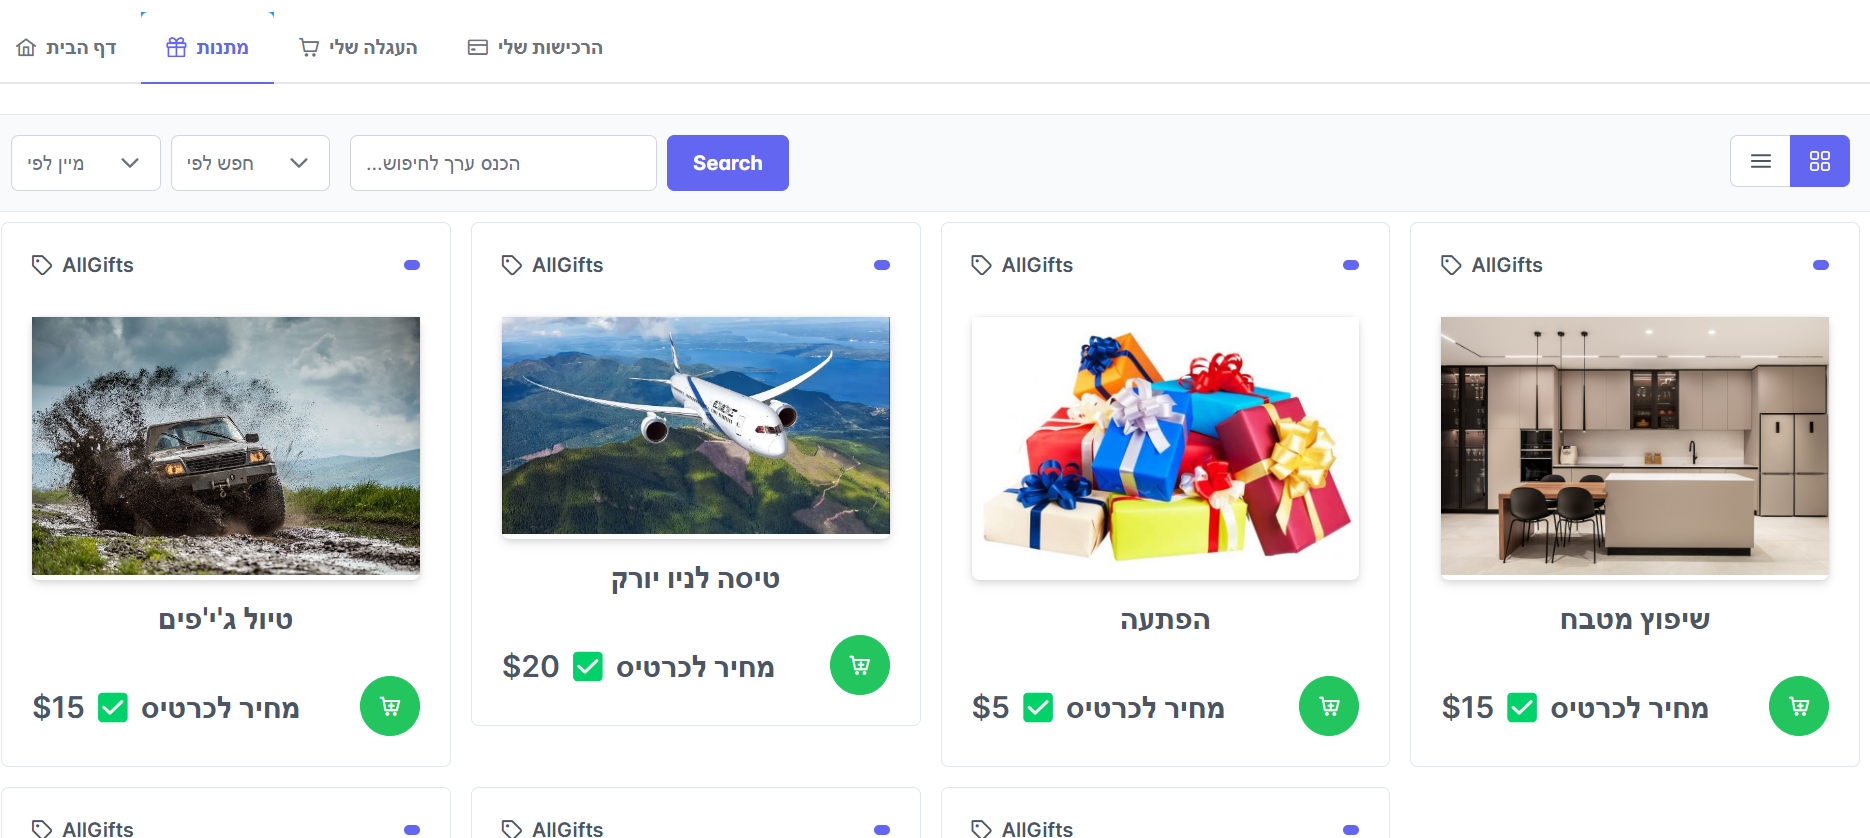 דף הבית
מתנות
העגלה שלי
הרכישות שלי
מיין לפי
חפש לפי
הכנס ערך לחיפוש...
Search
AllGifts
טיול ג'י'פים
$15 ✅ מחיר לכרטיס
AllGifts
טיסה לניו יורק
$20 ✅ מחיר לכרטיס
AllGifts
הפתעה
$5 ✅ מחיר לכרטיס
AllGifts
שיפוץ מטבח
$15 ✅ מחיר לכרטיס
AllGifts
AllGifts
AllGifts